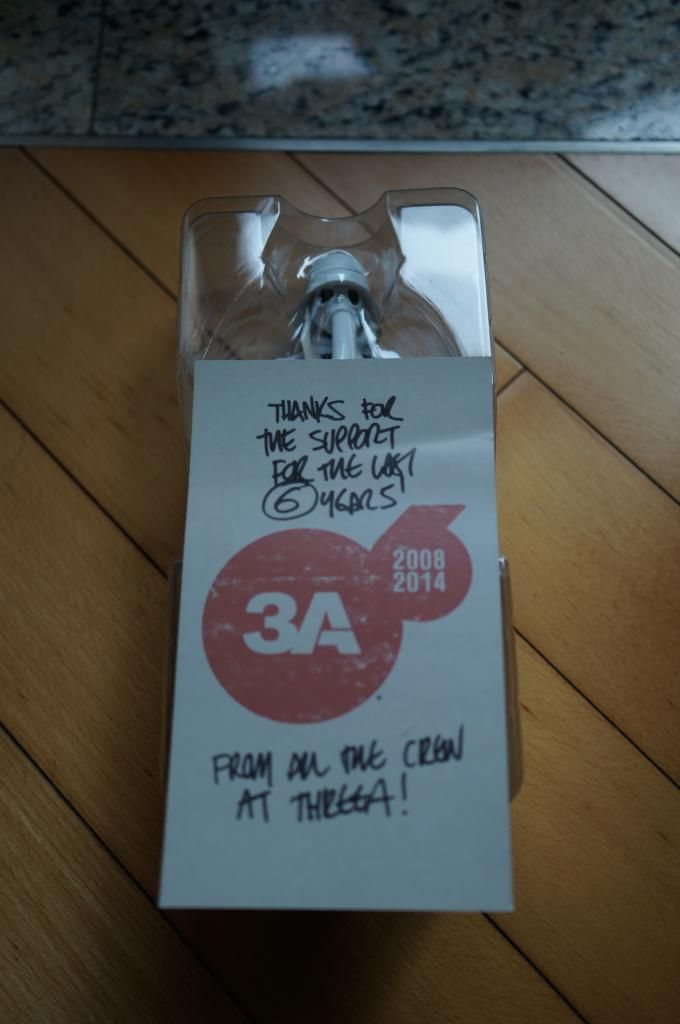 THANKS FOR
THE SUPPORT
FOR THE LAST
6 YEARS
2008
2014
3A
FROM ALL THE CREW
AT THREEA!